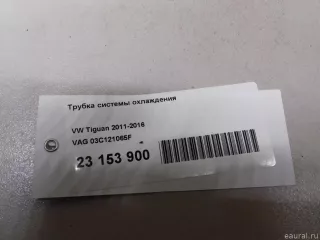 Трубка системы охлаждения
VW Tiguan 2011-2016
VAG 03C121065F
23 153 900
eaural.ru